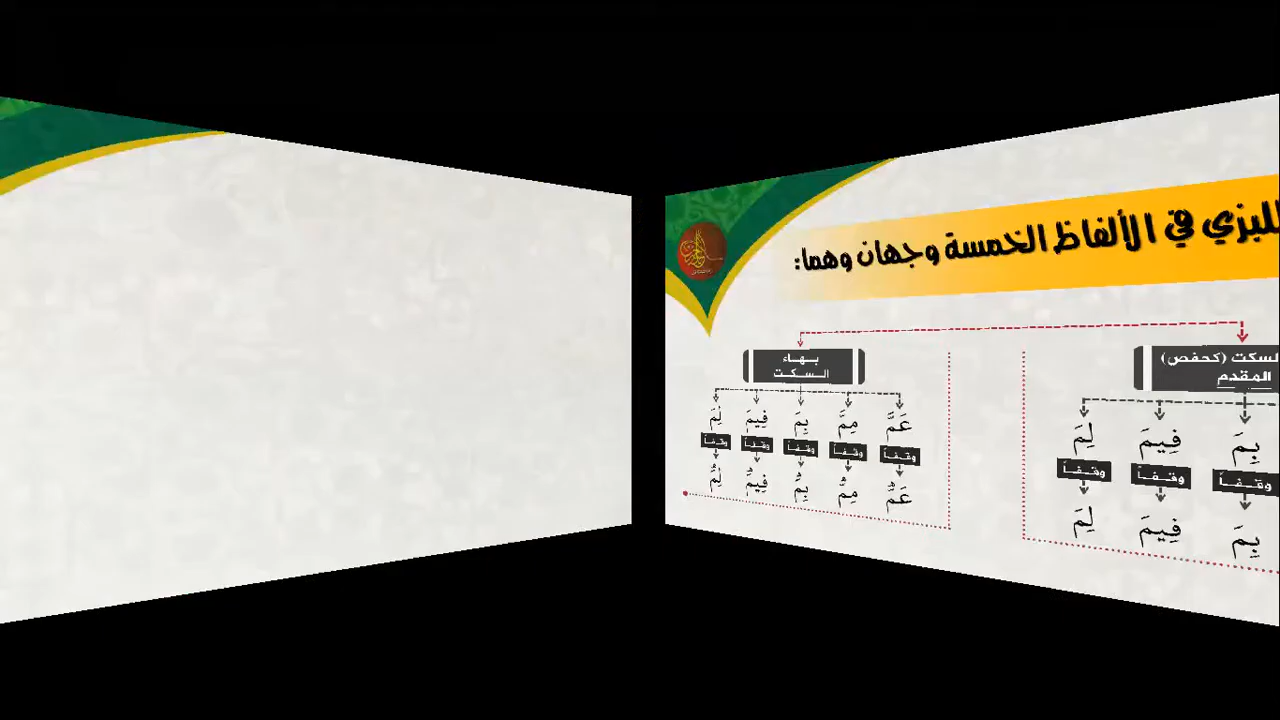 للبزي في الألفاظ الخمسة وجهان وهما:
السكت (كحفص)
المقدم
بِمَ فِيمَ لِمَ
وقفاً وقفاً وقفاً
بِمَ فِيمَ لِمَ
بهاء
السكت
عَمَّ مِمَّ بِمَ فِيمَ لِمَ
وقفاً وقفاً وقفاً وقفاً وقفاً